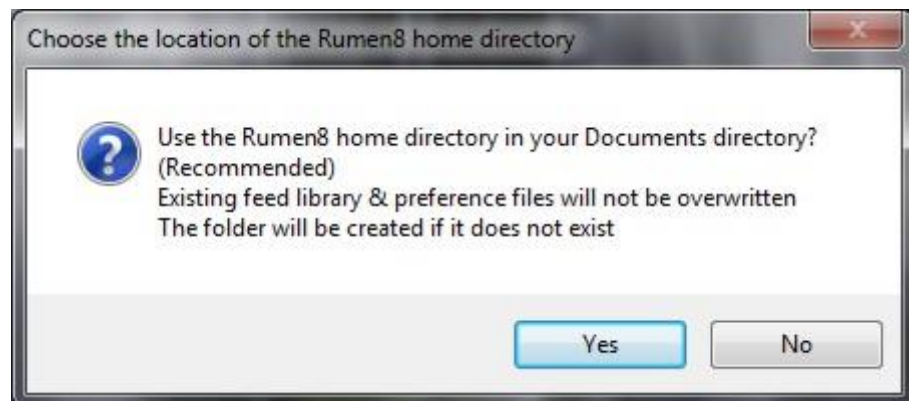 Choose the location of the Rumen8 home directory
Use the Rumen8 home directory in your Documents directory?
(Recommended)
Existing feed library & preference files will not be overwritten
The folder will be created if it does not exist
Yes
No